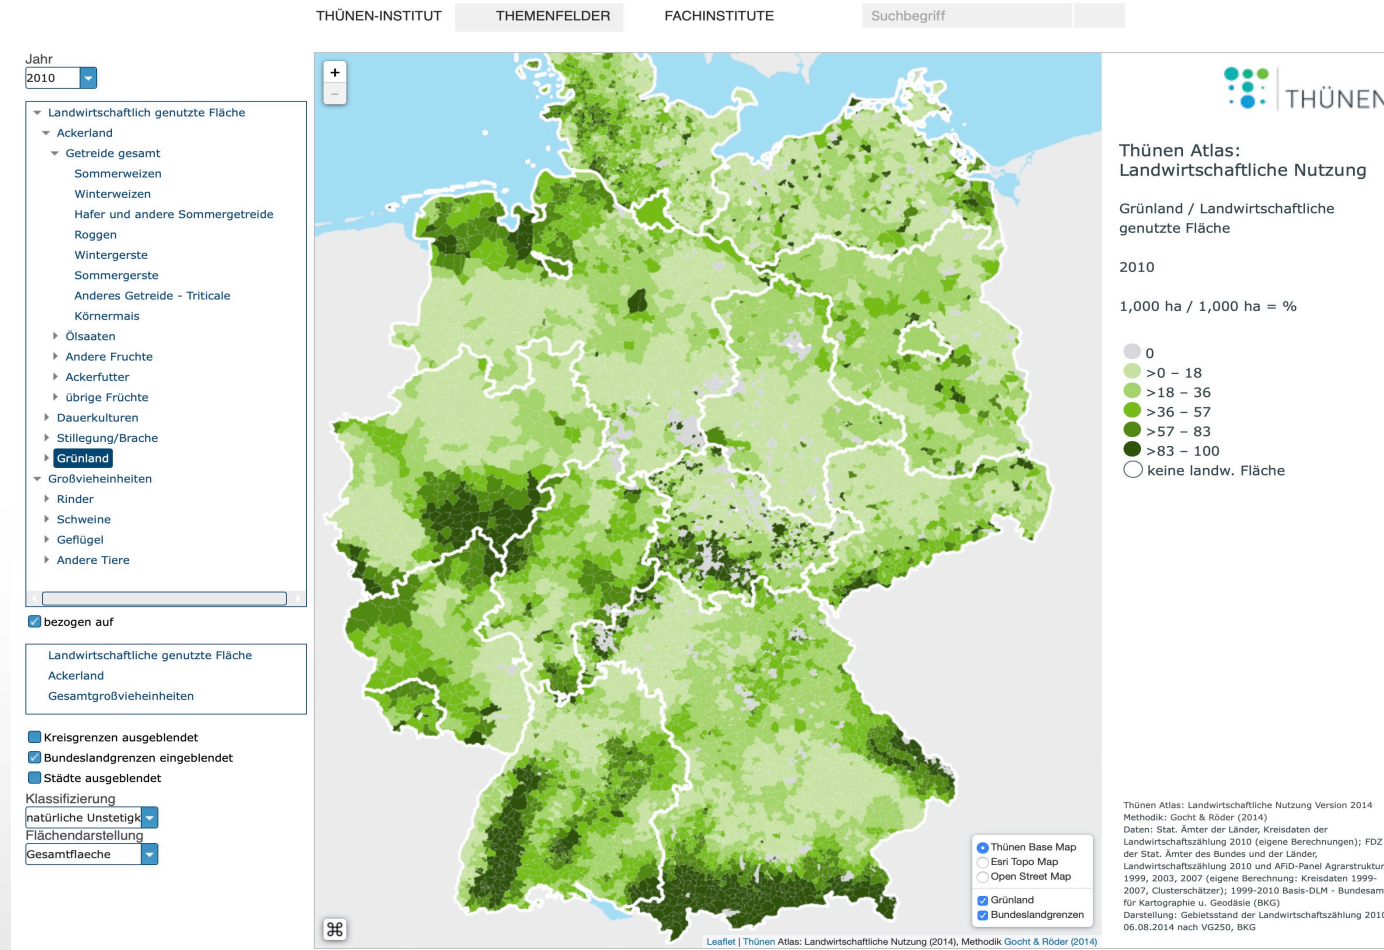 THÜNEN-INSTITUT THEMENFELDER FACHINSTITUTE Suchbegriff
Jahr
2010
Landwirtschaftlich genutzte Fläche
Ackerland
Getreide gesamt
Sommerweizen
Winterweizen
Hafer und andere Sommergetreide
Roggen
Wintergerste
Sommergerste
Anderes Getreide - Triticale
Körnermais
Ölsaaten
Andere Fruchte
Ackerfutter
übrige Früchte
Dauerkulturen
Stillegung/Brache
Grünland
Großvieheinheiten
Rinder
Schweine
Geflügel
Andere Tiere
bezogen auf
Landwirtschaftliche genutzte Fläche
Ackerland
Gesamtgroßvieheinheiten
Kreisgrenzen ausgeblendet
Bundeslandgrenzen eingeblendet
Städte ausgeblendet
Klassifizierung
natürliche Unstetigk
Flächendarstellung
Gesamtflaeche
+
−
⌘
Thünen Base Map
Esri Topo Map
Open Street Map
Grünland
Bundeslandgrenzen
Leaflet | Thünen Atlas: Landwirtschaftliche Nutzung (2014), Methodik Gocht & Röder (2014)
THÜNEN
Thünen Atlas:
Landwirtschaftliche Nutzung
Grünland / Landwirtschaftliche
genutzte Fläche
2010
1,000 ha / 1,000 ha = %
0
>0 – 18
>18 – 36
>36 – 57
>57 – 83
>83 – 100
keine landw. Fläche
Thünen Atlas: Landwirtschaftliche Nutzung Version 2014
Methodik: Gocht & Röder (2014)
Daten: Stat. Ämter der Länder, Kreisdaten der
Landwirtschaftszählung 2010 (eigene Berechnungen); FDZ
der Stat. Ämter des Bundes und der Länder,
Landwirtschaftszählung 2010 und AFiD-Panel Agrarstruktur
1999, 2003, 2007 (eigene Berechnung: Kreisdaten 1999-
2007, Clusterschätzer); 1999-2010 Basis-DLM - Bundesam
für Kartographie u. Geodäsie (BKG)
Darstellung: Gebietsstand der Landwirtschaftszählung 2010
06.08.2014 nach VG250, BKG